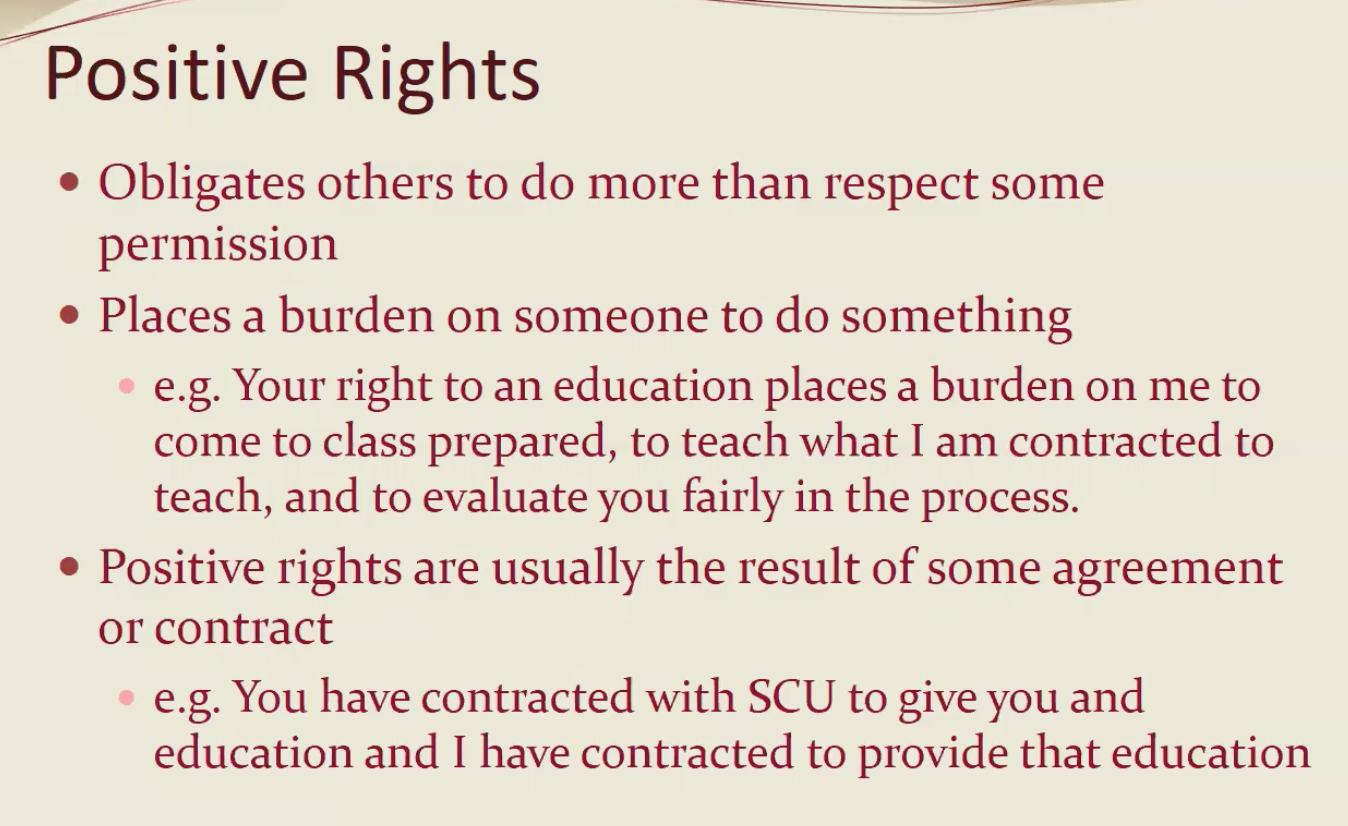 Positive Rights
• Obligates others to do more than respect some
permission
• Places a burden on someone to do something
• e.g. Your right to an education places a burden on me to
come to class prepared, to teach what I am contracted to
teach, and to evaluate you fairly in the process.
• Positive rights are usually the result of some agreement
or contract
• e.g. You have contracted with SCU to give you and
education and I have contracted to provide that education